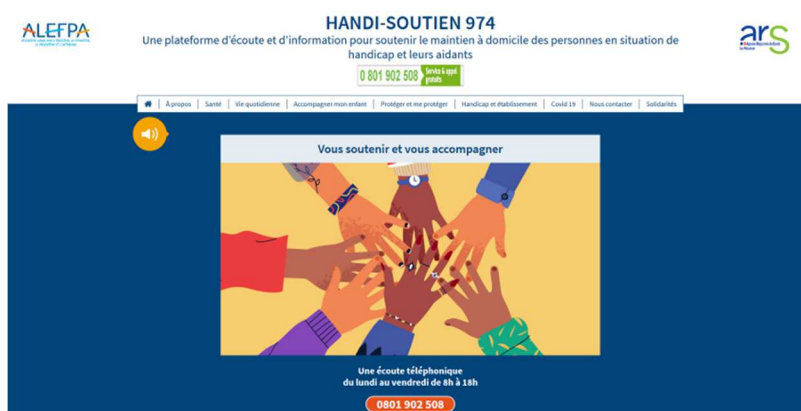 ALEFPA
HANDI-SOUTIEN 974
Une plateforme d'écoute et d'information pour soutenir le maintien à domicile des personnes en situation de
handicap et leurs aidants
0 801 902 508 Service & appel
gratuits
ars
À propos | Santé | Vie quotidienne | Accompagner mon enfant | Protéger et me protéger | Handicap et établissement | Covid 19 | Nous contacter | Solidarités
Vous soutenir et vous accompagner
Une écoute téléphonique
du lundi au vendredi de 8h à 18h
0801 902 508